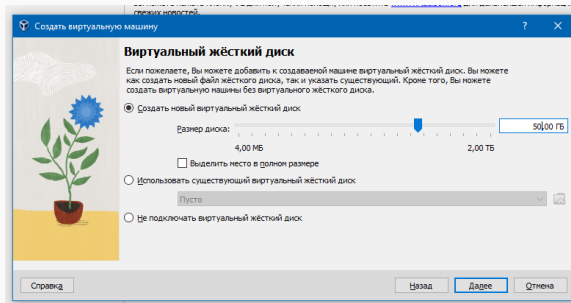 свежих новостей.
Создать виртуальную машину
Виртуальный жёсткий диск
Если пожелаете, Вы можете добавить к создаваемой машине виртуальный жёсткий диск. Вы можете
как создать новый файл жёсткого диска, так и указать существующий. Кроме того, Вы можете
создать виртуальную машину без виртуального жёсткого диска.
Создать новый виртуальный жёсткий диск
Размер диска: 50,00 ГБ
4,00 МБ 2,00 ТБ
Выделить место в полном размере
Использовать существующий виртуальный жёсткий диск
Пусто
Не подключать виртуальный жёсткий диск
Справка Назад Далее Отмена